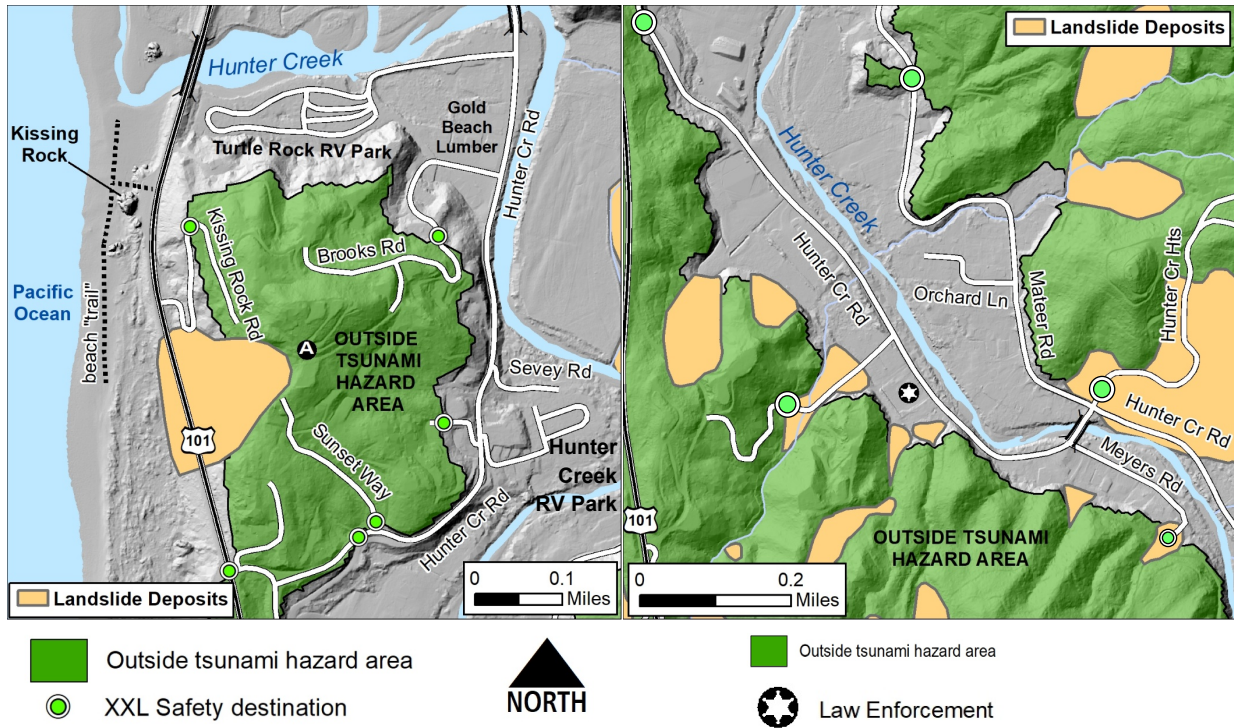 Hunter Creek
Kissing
Rock
Turtle Rock RV Park
Gold
Beach
Lumber
Hunter Cr Rd
Kissing Rock Rd
Brooks Rd
Pacific
Ocean
beach "trail"
A
OUTSIDE
TSUNAMI
HAZARD
AREA
Sevey Rd
101
Sunset Way
Hunter
Creek
RV Park
Hunter Cr Rd
0 0.1
Miles
Landslide Deposits
Landslide Deposits
Hunter Creek
Hunter Cr Rd
Orchard Ln
Mateer Rd
Hunter Cr Hts
Hunter Cr Rd
Meyers Rd
101
OUTSIDE TSUNAMI
HAZARD AREA
0 0.2
Miles
Outside tsunami hazard area
XXL Safety destination
NORTH
Outside tsunami hazard area
Law Enforcement